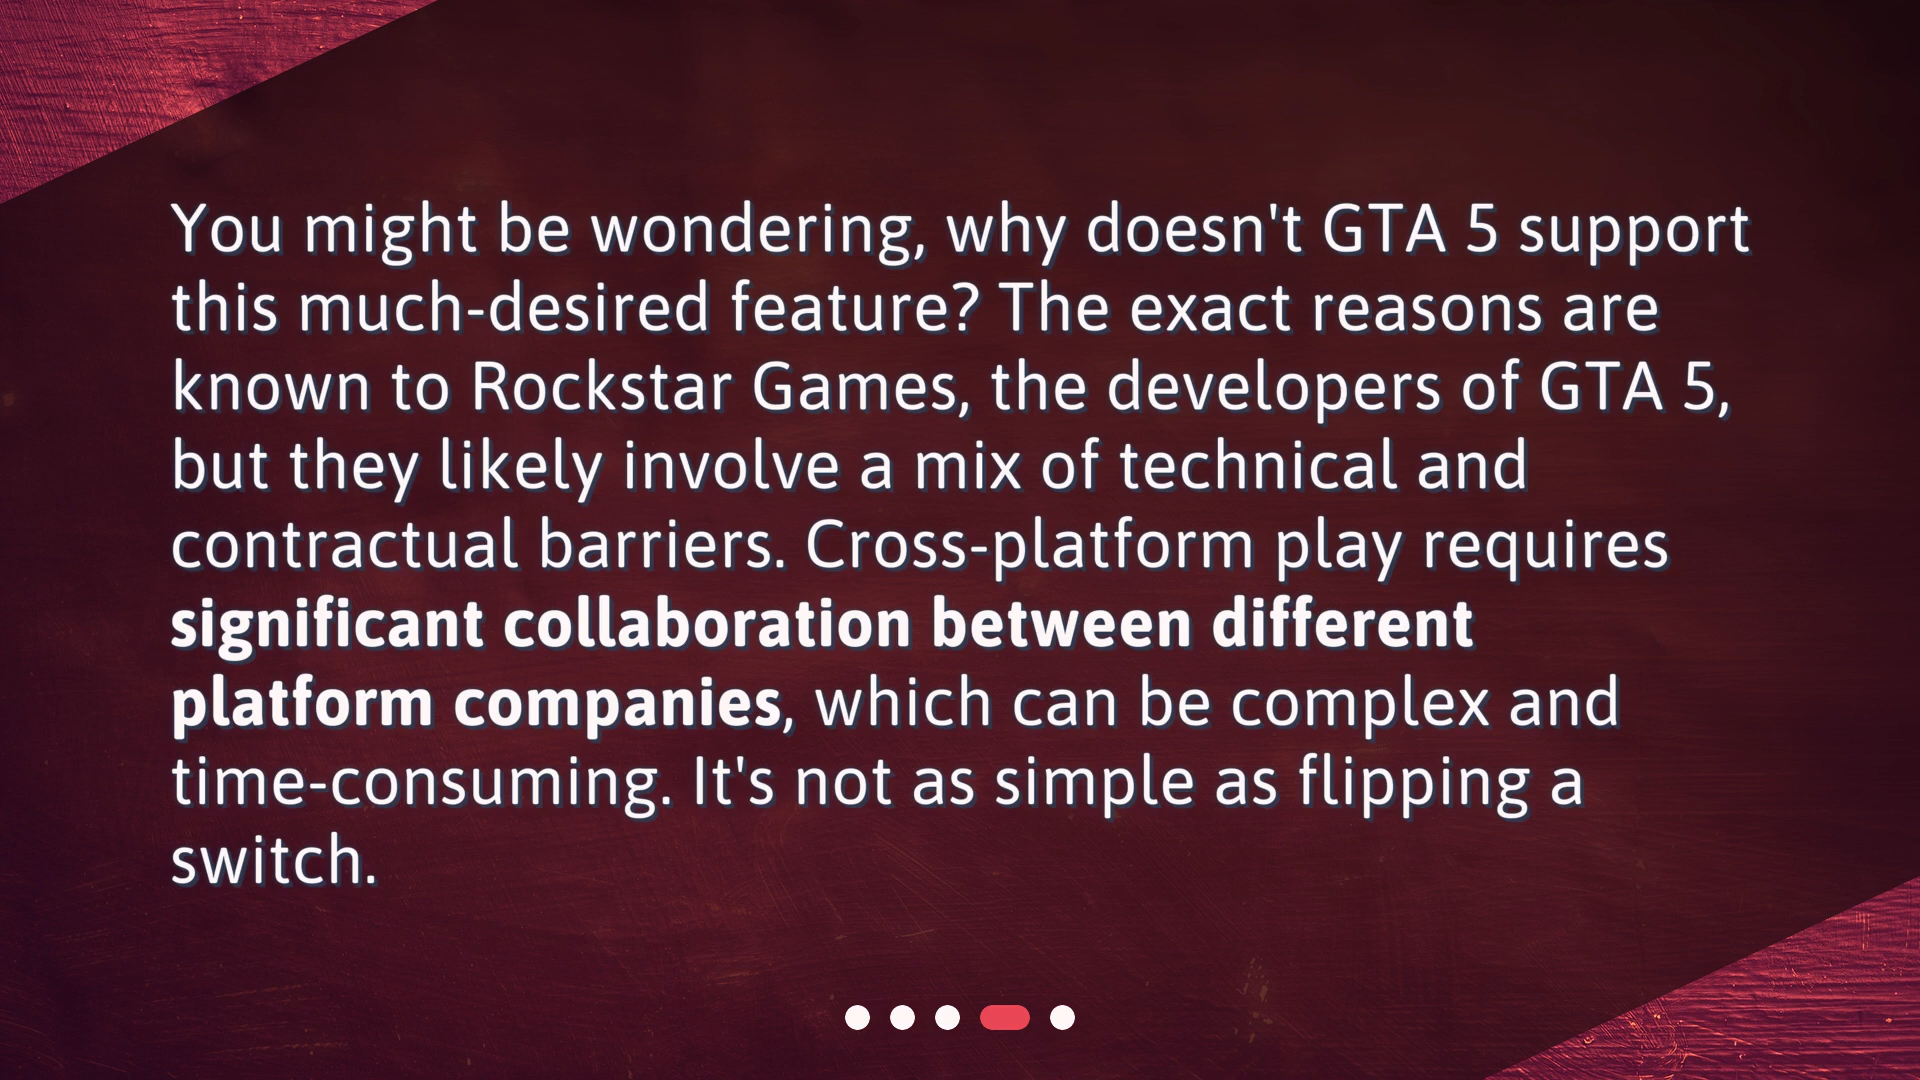 You might be wondering, why doesn't GTA 5 support
this much-desired feature? The exact reasons are
known to Rockstar Games, the developers of GTA 5,
but they likely involve a mix of technical and
contractual barriers. Cross-platform play requires
significant collaboration between different
platform companies, which can be complex and
time-consuming. It's not as simple as flipping a
switch.